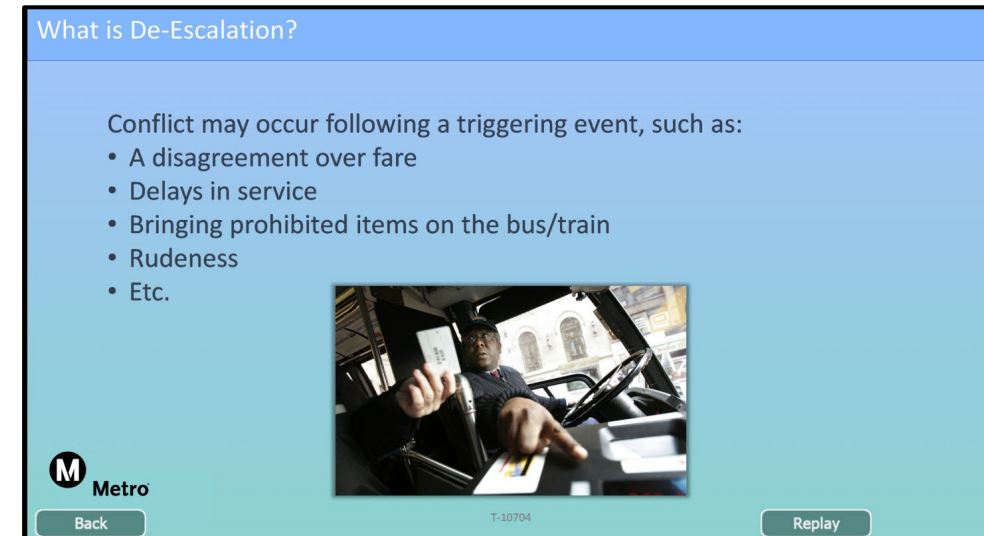 What is De-Escalation?
Conflict may occur following a triggering event, such as:
• A disagreement over fare
• Delays in service
• Bringing prohibited items on the bus/train
• Rudeness
• Etc.
M
Metro
Back
T-10704
Replay